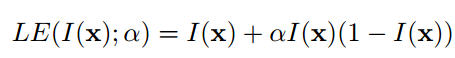 LE(I(x); α) = I(x) + αI(x)(1 − I(x))